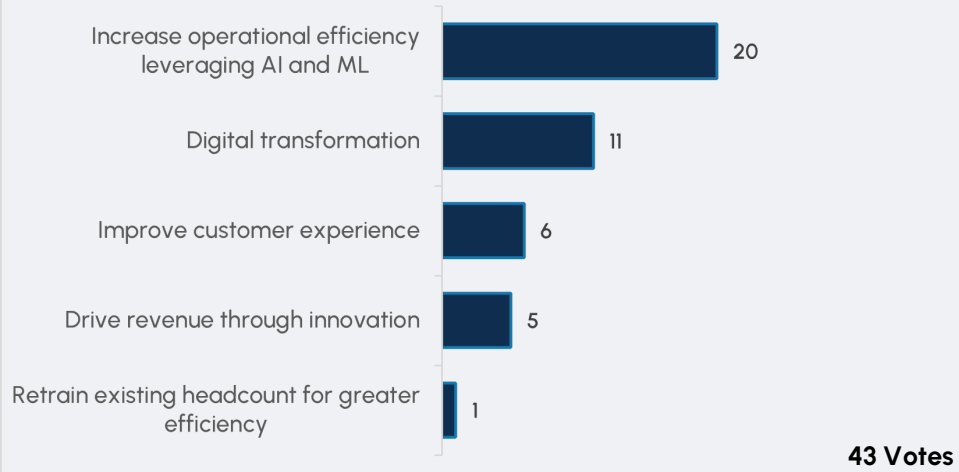 Increase operational efficiency
leveraging AI and ML
20
Digital transformation
11
Improve customer experience
6
Drive revenue through innovation
5
Retrain existing headcount for greater
efficiency
1
43 Votes